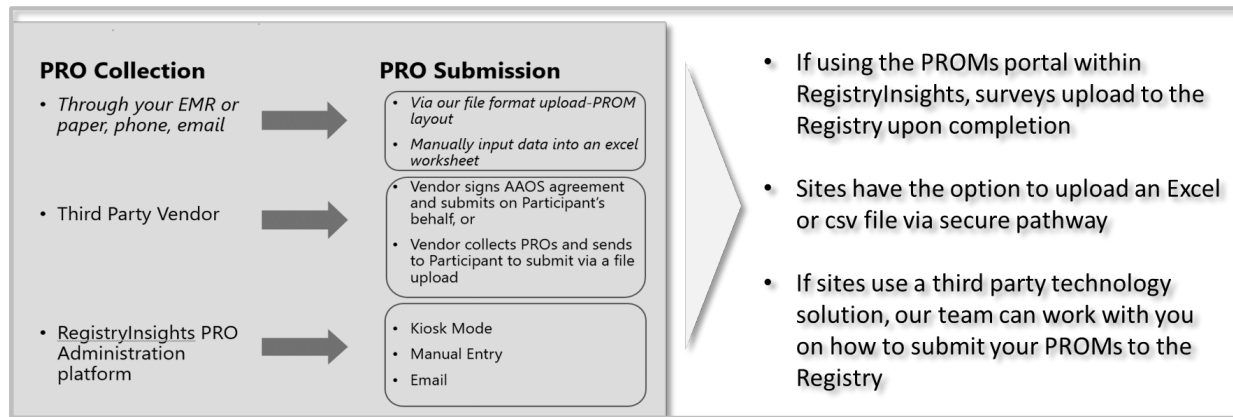 PRO Collection
• Through your EMR or
paper, phone, email
• Third Party Vendor
• RegistryInsights PRO
Administration
platform
PRO Submission
• Via our file format upload-PROM
layout
• Manually input data into an excel
worksheet
• Vendor signs AAOS agreement
and submits on Participant's
behalf, or
• Vendor collects PROs and sends
to Participant to submit via a file
upload
• Kiosk Mode
• Manual Entry
• Email
• If using the PROMs portal within
RegistryInsights, surveys upload to the
Registry upon completion
• Sites have the option to upload an Excel
or csv file via secure pathway
• If sites use a third party technology
solution, our team can work with you
on how to submit your PROMs to the
Registry